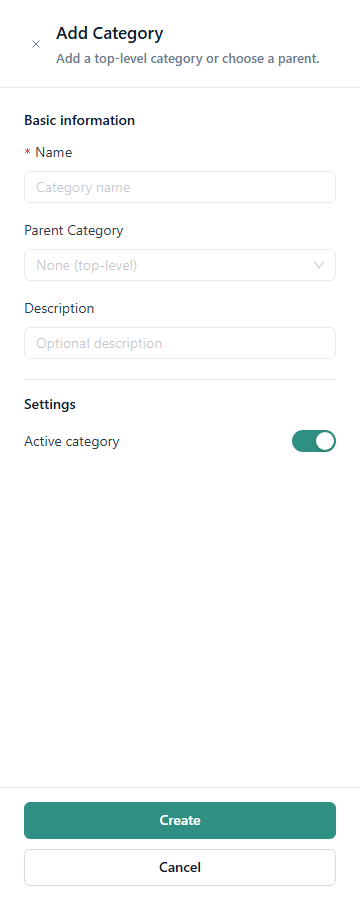 Add Category
Add a top-level category or choose a parent.
Basic information
* Name
Category name
Parent Category
None (top-level)
Description
Optional description
Settings
Active category
Create
Cancel